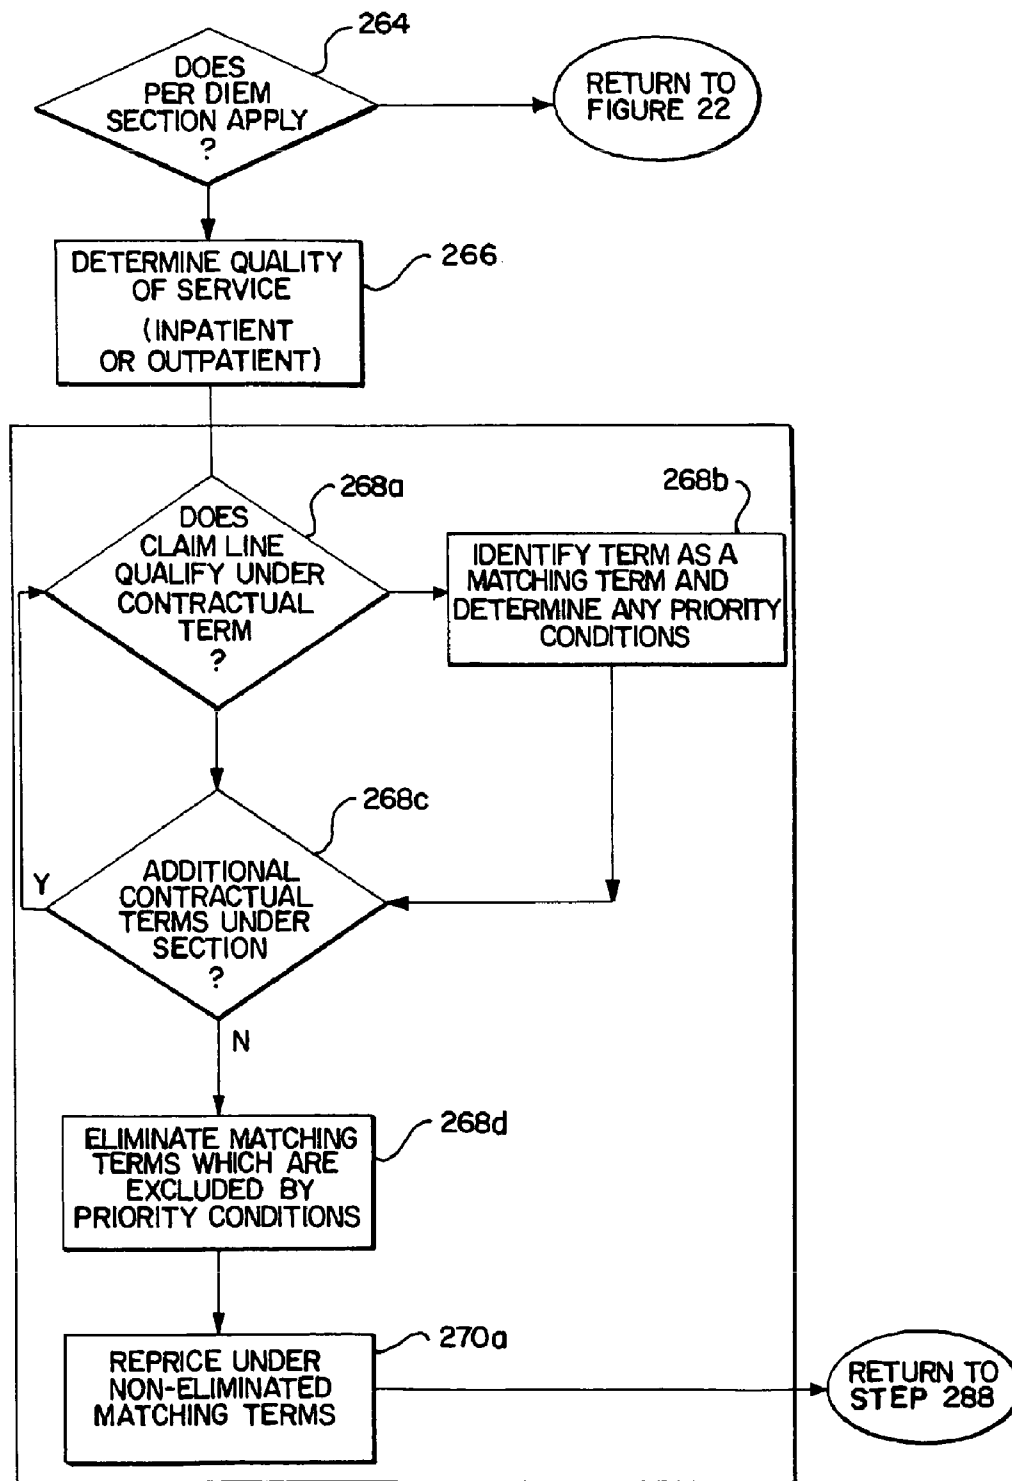 264
DOES
PER DIEM
SECTION APPLY
?
RETURN TO
FIGURE 22
DETERMINE QUALITY
OF SERVICE
(INPATIENT
OR OUTPATIENT)
266
268a
DOES
CLAIM LINE
QUALIFY UNDER
CONTRACTUAL
TERM
?
268b
IDENTIFY TERM AS A
MATCHING TERM AND
DETERMINE ANY PRIORITY
CONDITIONS
268c
ADDITIONAL
CONTRACTUAL
TERMS UNDER
SECTION
?
Y
N
268d
ELIMINATE MATCHING
TERMS WHICH ARE
EXCLUDED BY
PRIORITY CONDITIONS
270a
REPRICE UNDER
NON-ELIMINATED
MATCHING TERMS
RETURN TO
STEP 288